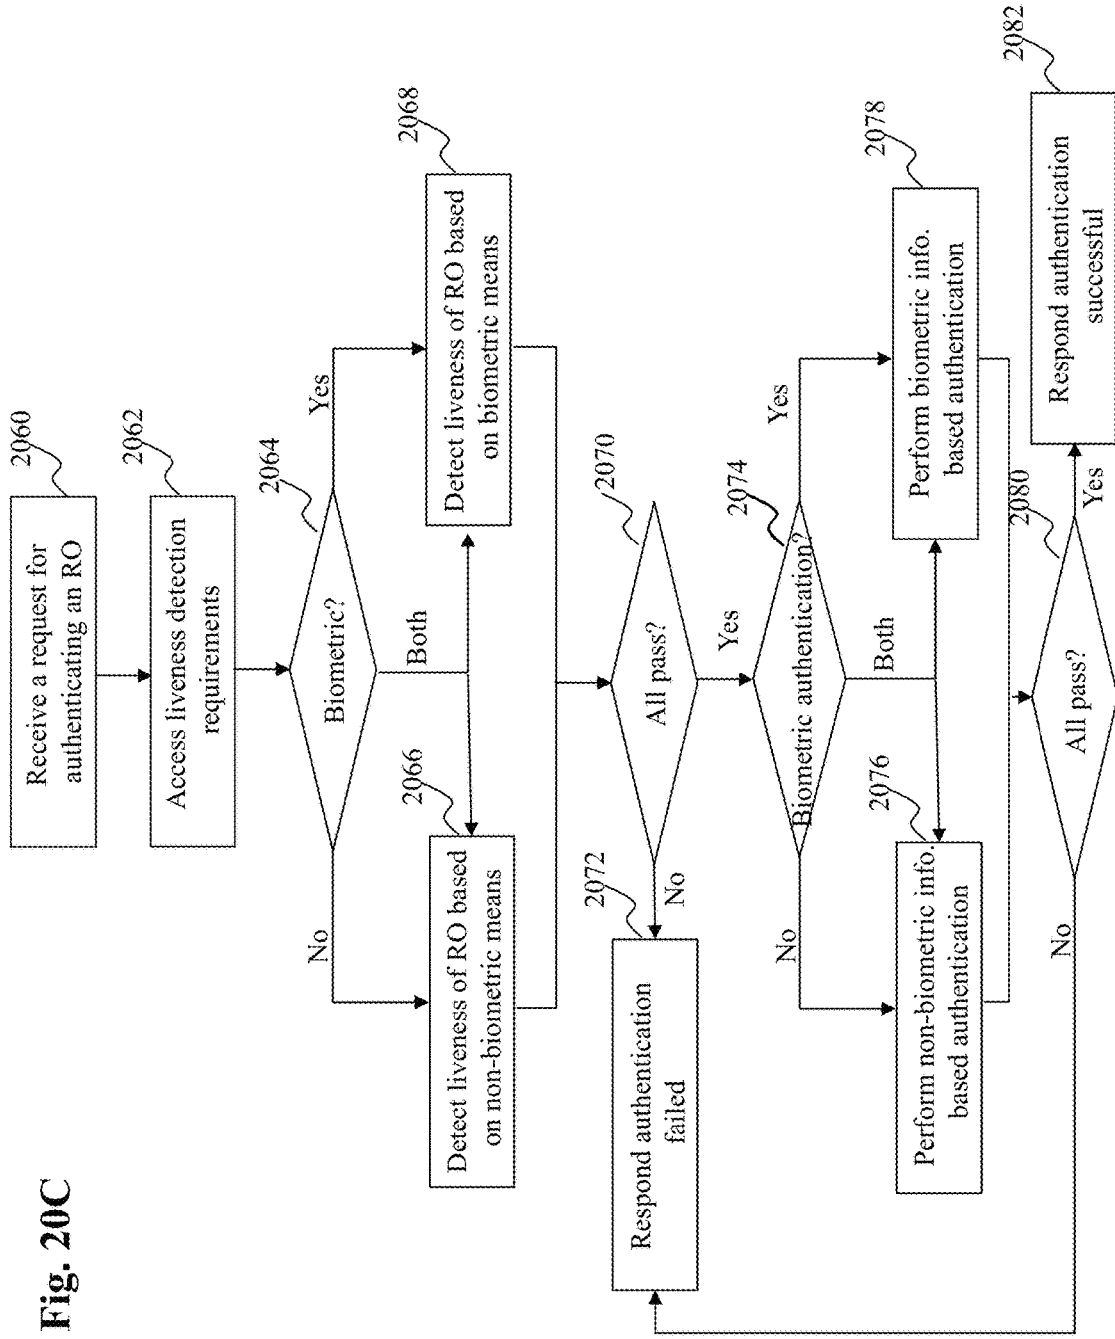 Fig. 20C
2060
Receive a request for
authenticating an RO
2062
Access liveness detection
requirements
2064
Biometric?
No
Both
Yes
2066
Detect liveness of RO based
on non-biometric means
2068
Detect liveness of RO based
on biometric means
2070
All pass?
No
Yes
2072
Respond authentication
failed
2074
Biometric authentication?
No
Both
Yes
2076
Perform non-biometric info.
based authentication
2078
Perform biometric info.
based authentication
2080
All pass?
No
Yes
2082
Respond authentication
successful